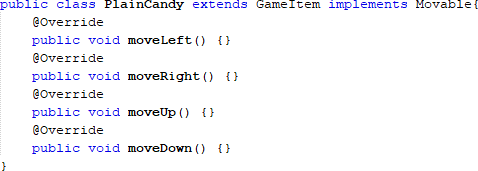 public class PlainCandy extends GameItem implements Movable{
    @Override
    public void moveLeft() {}
    @Override
    public void moveRight() {}
    @Override
    public void moveUp() {}
    @Override
    public void moveDown() {}
}